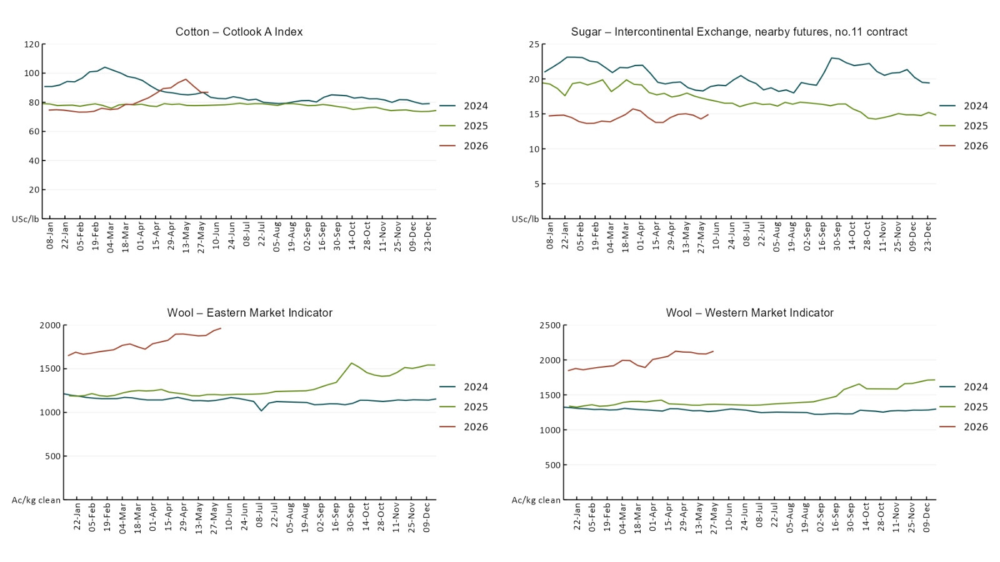 Cotton – Cotlook A Index
120
100
80
60
40
20
USc/lb
08-Jan
22-Jan
05-Feb
19-Feb
04-Mar
18-Mar
01-Apr
15-Apr
29-Apr
13-May
27-May
10-Jun
24-Jun
08-Jul
22-Jul
05-Aug
19-Aug
02-Sep
16-Sep
30-Sep
14-Oct
28-Oct
11-Nov
25-Nov
09-Dec
23-Dec
2024
2025
2026
Sugar – Intercontinental Exchange, nearby futures, no.11 contract
25
20
15
10
5
USc/lb
08-Jan
22-Jan
05-Feb
19-Feb
04-Mar
18-Mar
01-Apr
15-Apr
29-Apr
13-May
27-May
10-Jun
24-Jun
08-Jul
22-Jul
05-Aug
19-Aug
02-Sep
16-Sep
30-Sep
14-Oct
28-Oct
11-Nov
25-Nov
09-Dec
23-Dec
2024
2025
2026
Wool – Eastern Market Indicator
2000
1500
1000
500
Ac/kg clean
22-Jan
05-Feb
19-Feb
04-Mar
18-Mar
01-Apr
15-Apr
29-Apr
13-May
27-May
10-Jun
24-Jun
08-Jul
22-Jul
05-Aug
19-Aug
02-Sep
16-Sep
30-Sep
14-Oct
28-Oct
11-Nov
25-Nov
09-Dec
2024
2025
2026
Wool – Western Market Indicator
2500
2000
1500
1000
500
Ac/kg clean
22-Jan
05-Feb
19-Feb
04-Mar
18-Mar
01-Apr
15-Apr
29-Apr
13-May
27-May
10-Jun
24-Jun
08-Jul
22-Jul
05-Aug
19-Aug
02-Sep
16-Sep
30-Sep
14-Oct
28-Oct
11-Nov
25-Nov
09-Dec
2024
2025
2026